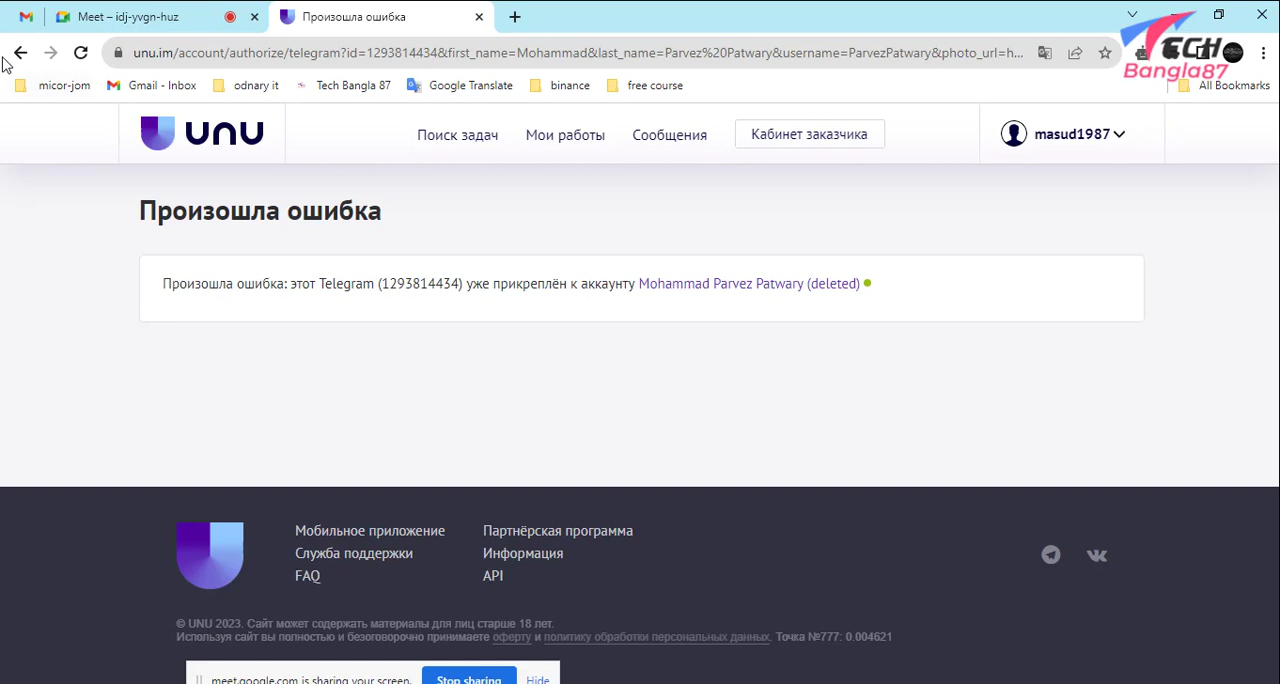 Meet – idj-yvgn-huz
Произошла ошибка
unu.im/account/authorize/telegram?id=1293814434&first_name=Mohammad&last_name=Parvez%20Patwary&username=ParvezPatwary&photo_url=h...
TECH
Bangla87
micor-jom
Gmail - Inbox
odnary it
Tech Bangla 87
Google Translate
binance
free course
All Bookmarks
UNU
Поиск задач
Мои работы
Сообщения
Кабинет заказчика
masud1987
Произошла ошибка
Произошла ошибка: этот Telegram (1293814434) уже прикреплён к аккаунту Mohammad Parvez Patwary (deleted)
Мобильное приложение
Партнёрская программа
Служба поддержки
Информация
FAQ
API
© UNU 2023. Сайт может содержать материалы для лиц старше 18 лет.
Используя сайт вы полностью и безоговорочно принимаете оферту и политику обработки персональных данных. Точка №777: 0.004621
meet.google.com is sharing your screen.
Stop sharing
Hide